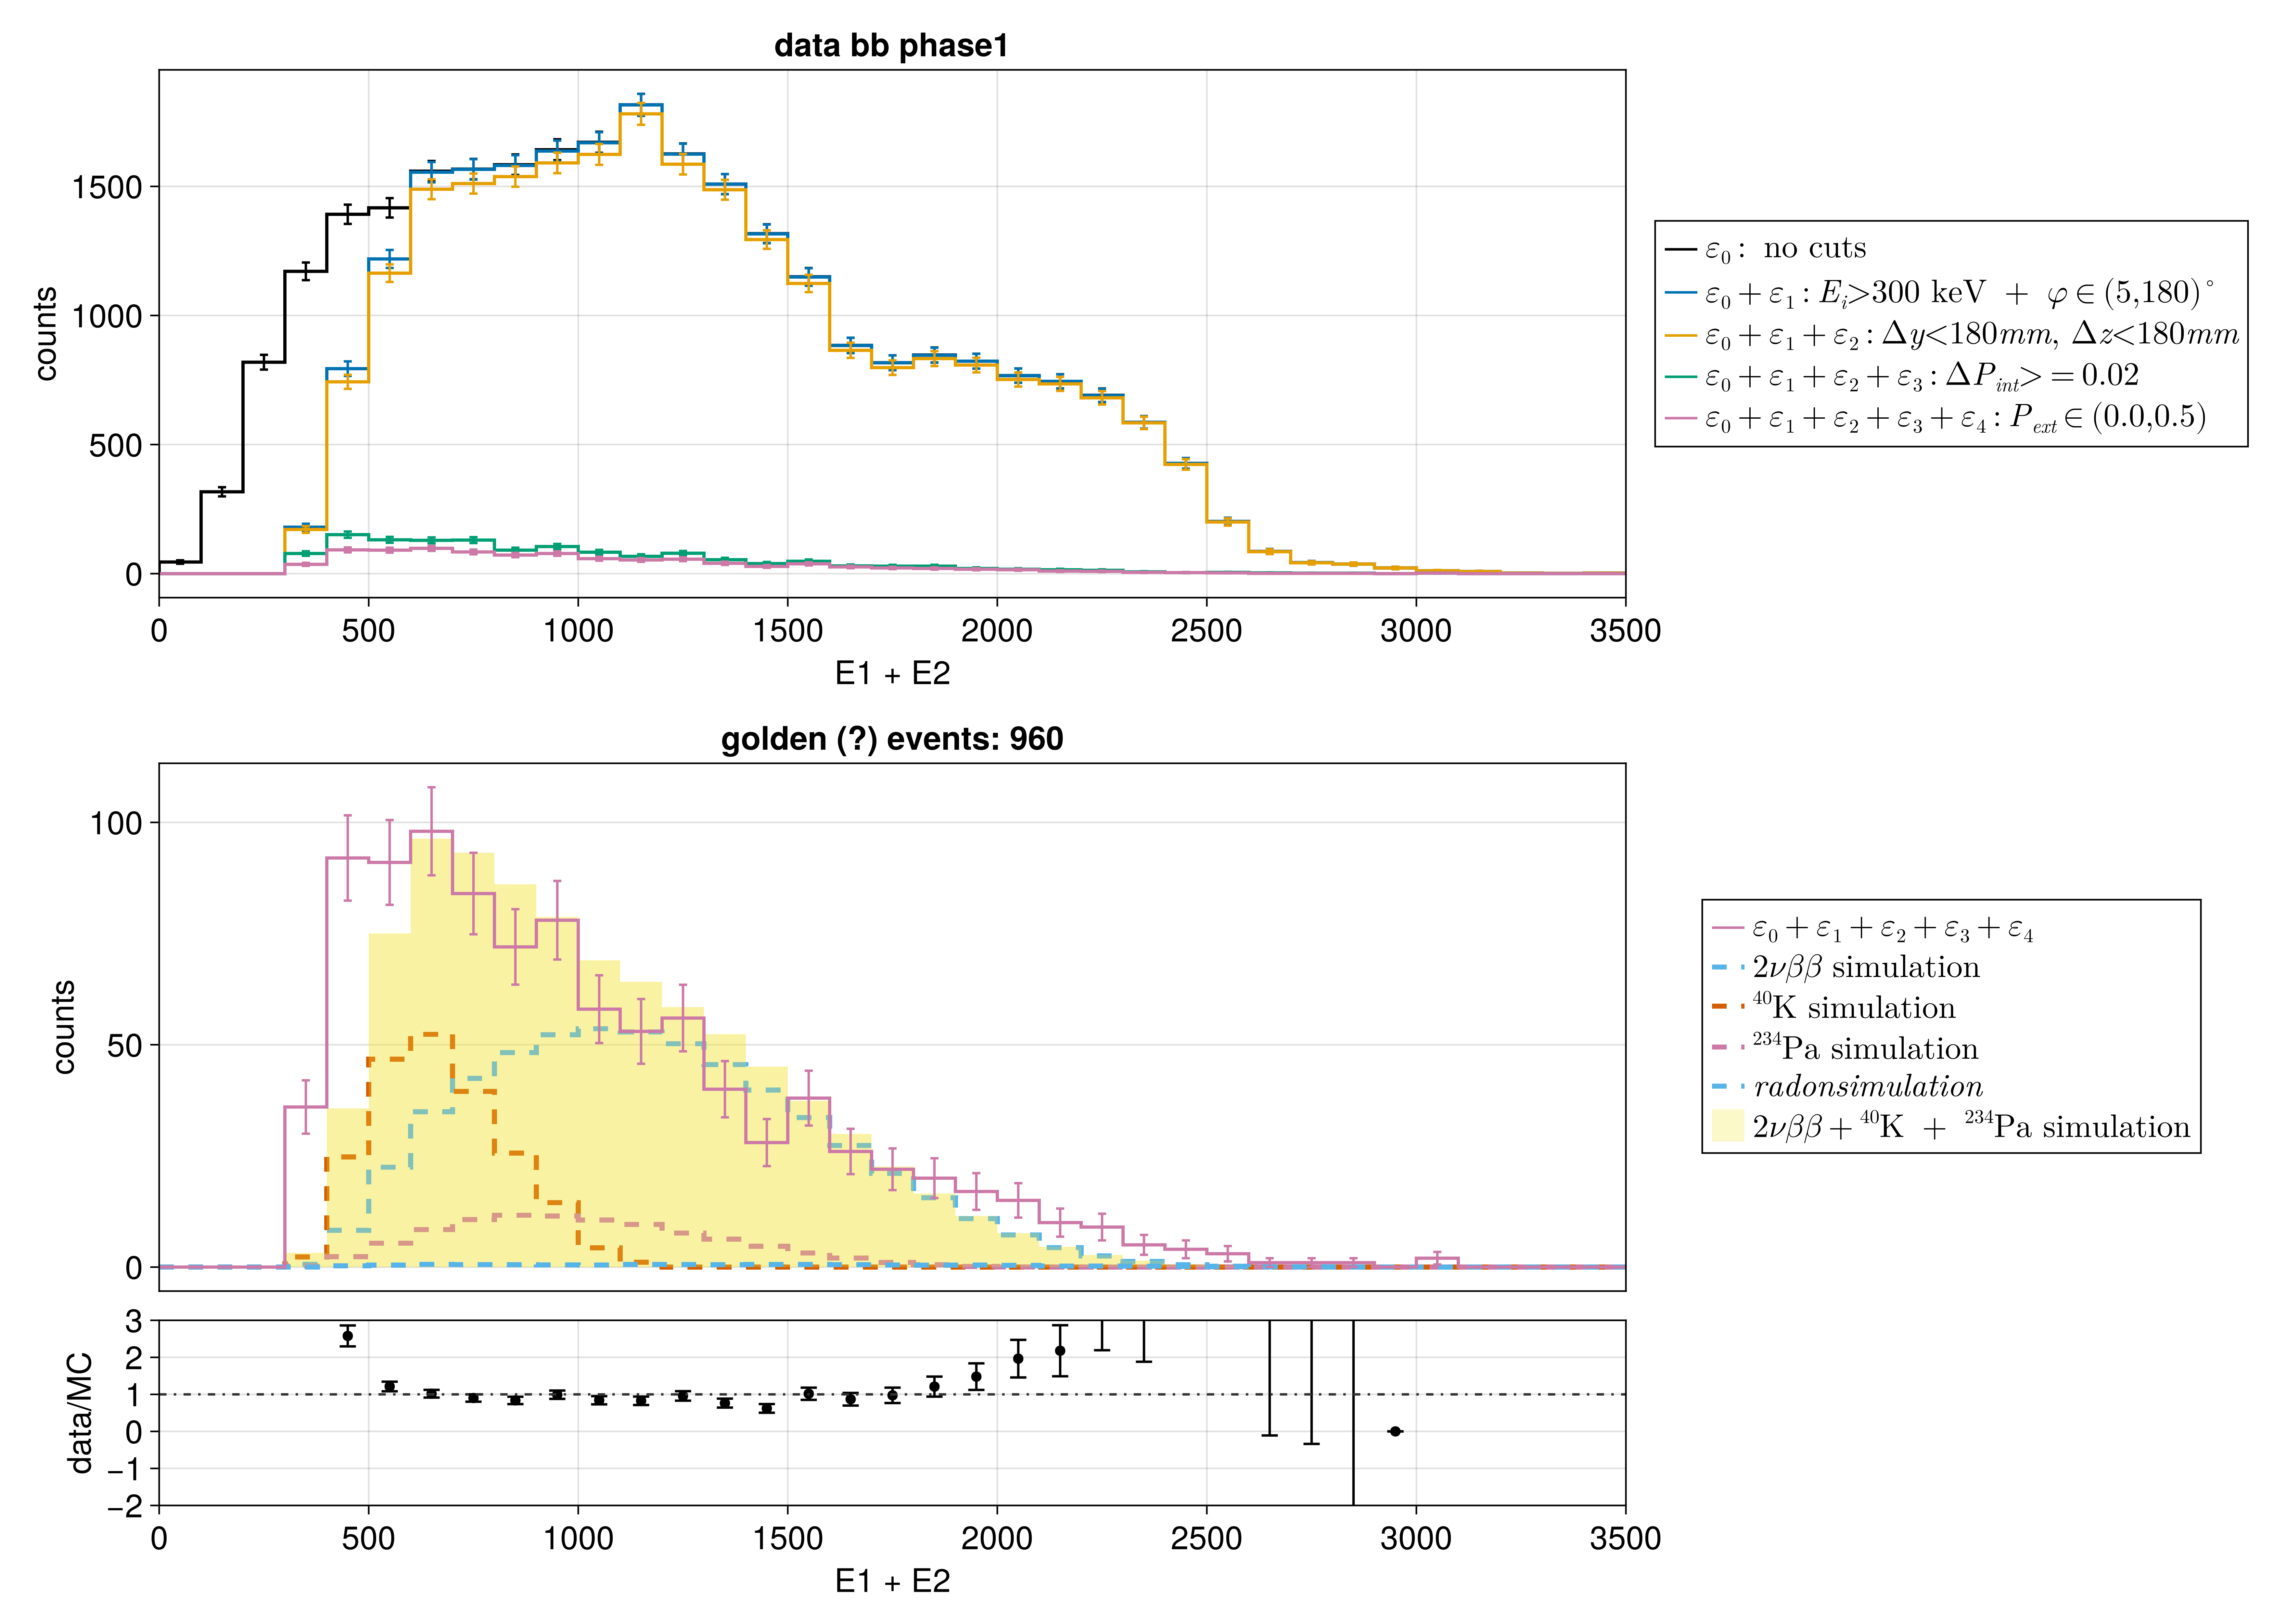 data bb phase1
counts
1500
1000
500
0
0 500 1000 1500 2000 2500 3000 3500
E1 + E2
ε₀ : no cuts
ε₀ + ε₁ : Eᵢ>300 keV + φ ∈ (5,180)°
ε₀ + ε₁ + ε₂ : Δy<180mm, Δz<180mm
ε₀ + ε₁ + ε₂ + ε₃ : ΔP_int> = 0.02
ε₀ + ε₁ + ε₂ + ε₃ + ε₄ : P_ext ∈ (0.0,0.5)
golden (?) events: 960
counts
100
50
0
ε₀ + ε₁ + ε₂ + ε₃ + ε₄
2νββ simulation
⁴⁰K simulation
²³⁴Pa simulation
radonsimulation
2νββ + ⁴⁰K + ²³⁴Pa simulation
data/MC
3
2
1
0
−1
−2
0 500 1000 1500 2000 2500 3000 3500
E1 + E2